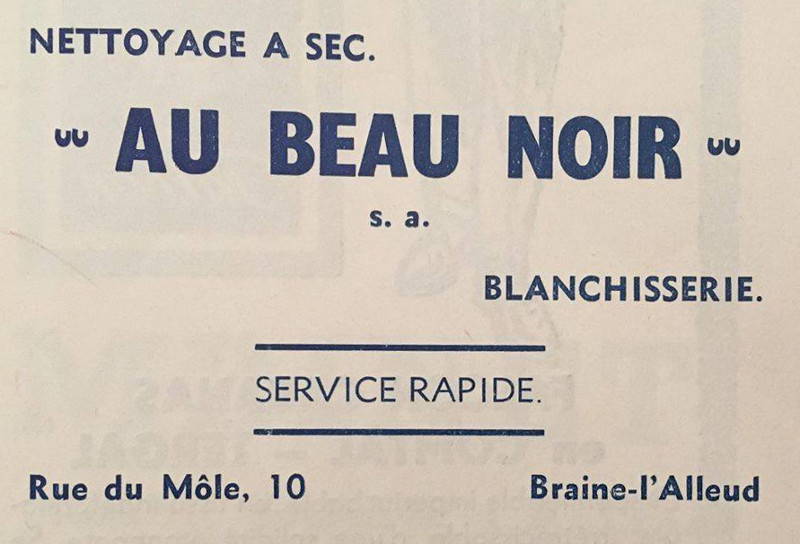 NETTOYAGE A SEC.
" AU BEAU NOIR "
s. a.
BLANCHISSERIE.
SERVICE RAPIDE.
Rue du Môle, 10 Braine-l'Alleud